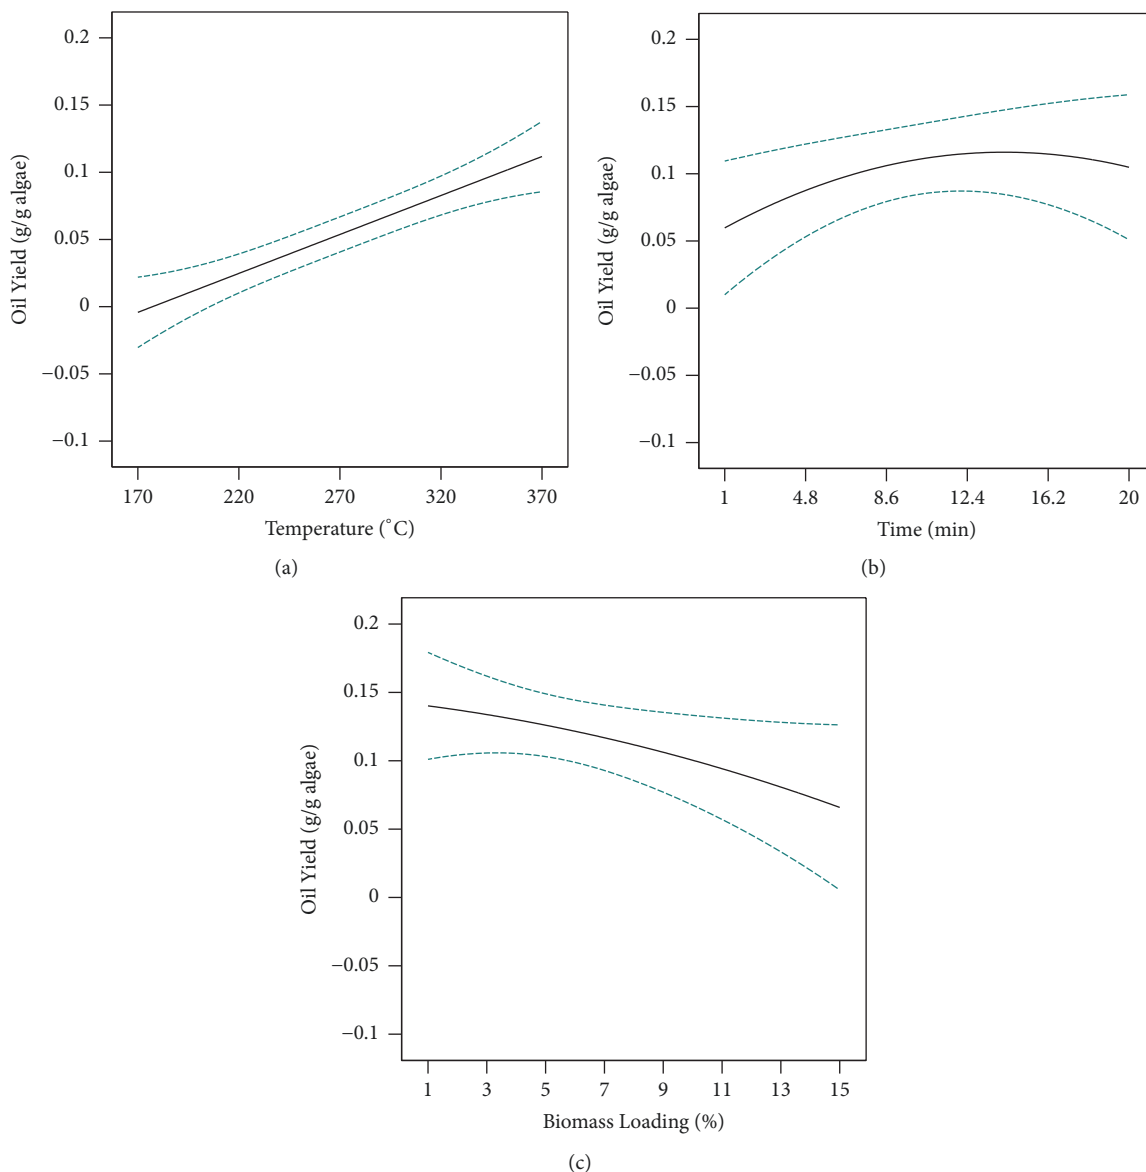 0.2
0.15
0.1
0.05
0
−0.05
−0.1
Oil Yield (g/g algae)
170 220 270 320 370
Temperature (˚C)
(a)
0.2
0.15
0.1
0.05
0
−0.05
−0.1
Oil Yield (g/g algae)
1 4.8 8.6 12.4 16.2 20
Time (min)
(b)
0.2
0.15
0.1
0.05
0
−0.05
−0.1
Oil Yield (g/g algae)
1 3 5 7 9 11 13 15
Biomass Loading (%)
(c)